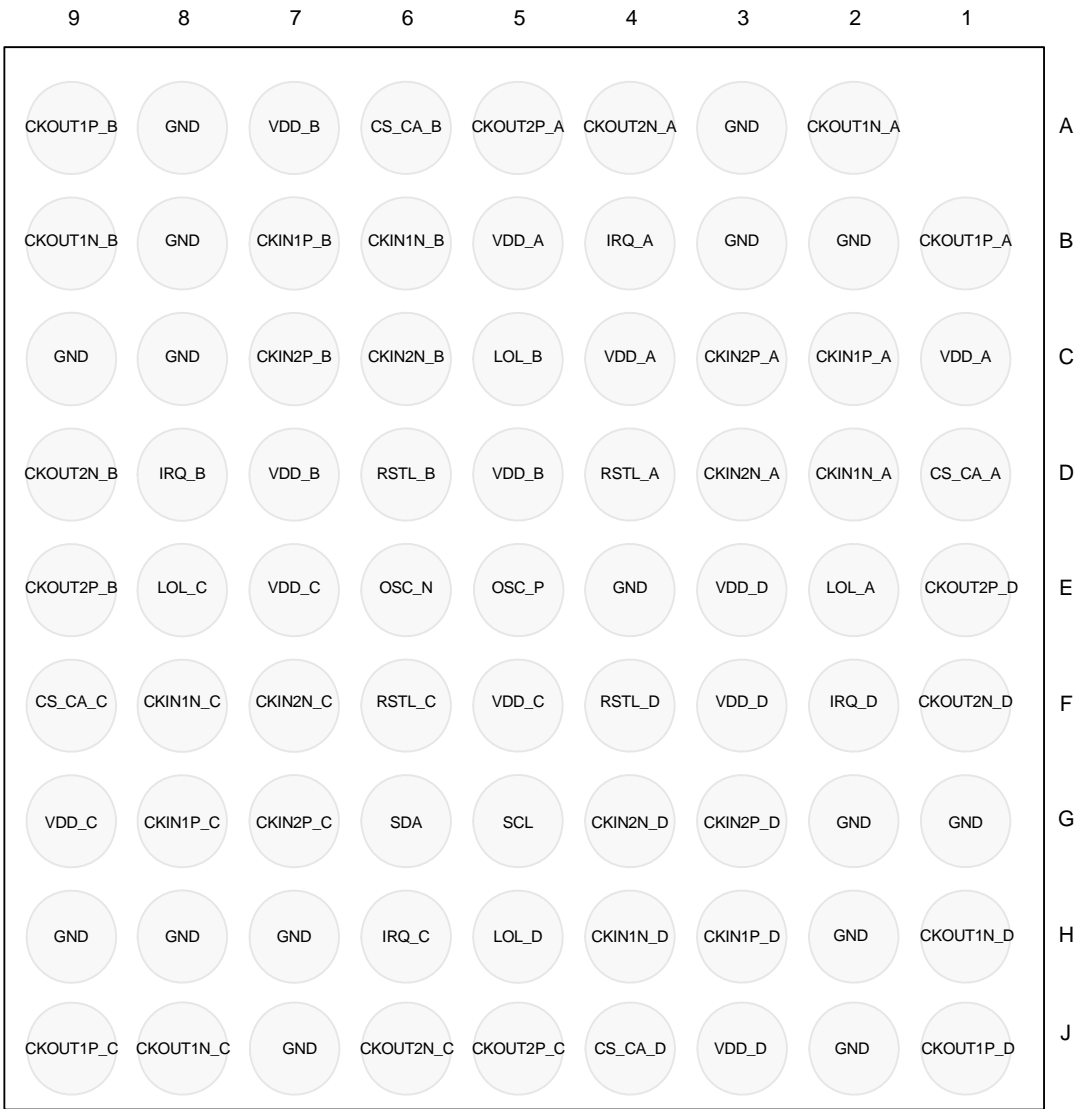 9 8 7 6 5 4 3 2 1
CKOUT1P_B GND VDD_B CS_CA_B CKOUT2P_A CKOUT2N_A GND CKOUT1N_A A
CKOUT1N_B GND CKIN1P_B CKIN1N_B VDD_A IRQ_A GND GND CKOUT1P_A B
GND GND CKIN2P_B CKIN2N_B LOL_B VDD_A CKIN2P_A CKIN1P_A VDD_A C
CKOUT2N_B IRQ_B VDD_B RSTL_B VDD_B RSTL_A CKIN2N_A CKIN1N_A CS_CA_A D
CKOUT2P_B LOL_C VDD_C OSC_N OSC_P GND VDD_D LOL_A CKOUT2P_D E
CS_CA_C CKIN1N_C CKIN2N_C RSTL_C VDD_C RSTL_D VDD_D IRQ_D CKOUT2N_D F
VDD_C CKIN1P_C CKIN2P_C SDA SCL CKIN2N_D CKIN2P_D GND GND G
GND GND GND IRQ_C LOL_D CKIN1N_D CKIN1P_D GND CKOUT1N_D H
CKOUT1P_C CKOUT1N_C GND CKOUT2N_C CKOUT2P_C CS_CA_D VDD_D GND CKOUT1P_D J